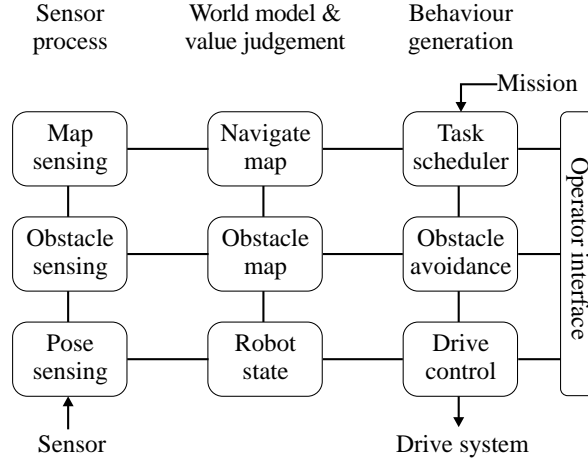 Sensor
process
World model &
value judgement
Behaviour
generation
Mission
Map
sensing
Navigate
map
Task
scheduler
Operator interface
Obstacle
sensing
Obstacle
map
Obstacle
avoidance
Pose
sensing
Robot
state
Drive
control
Sensor
Drive system